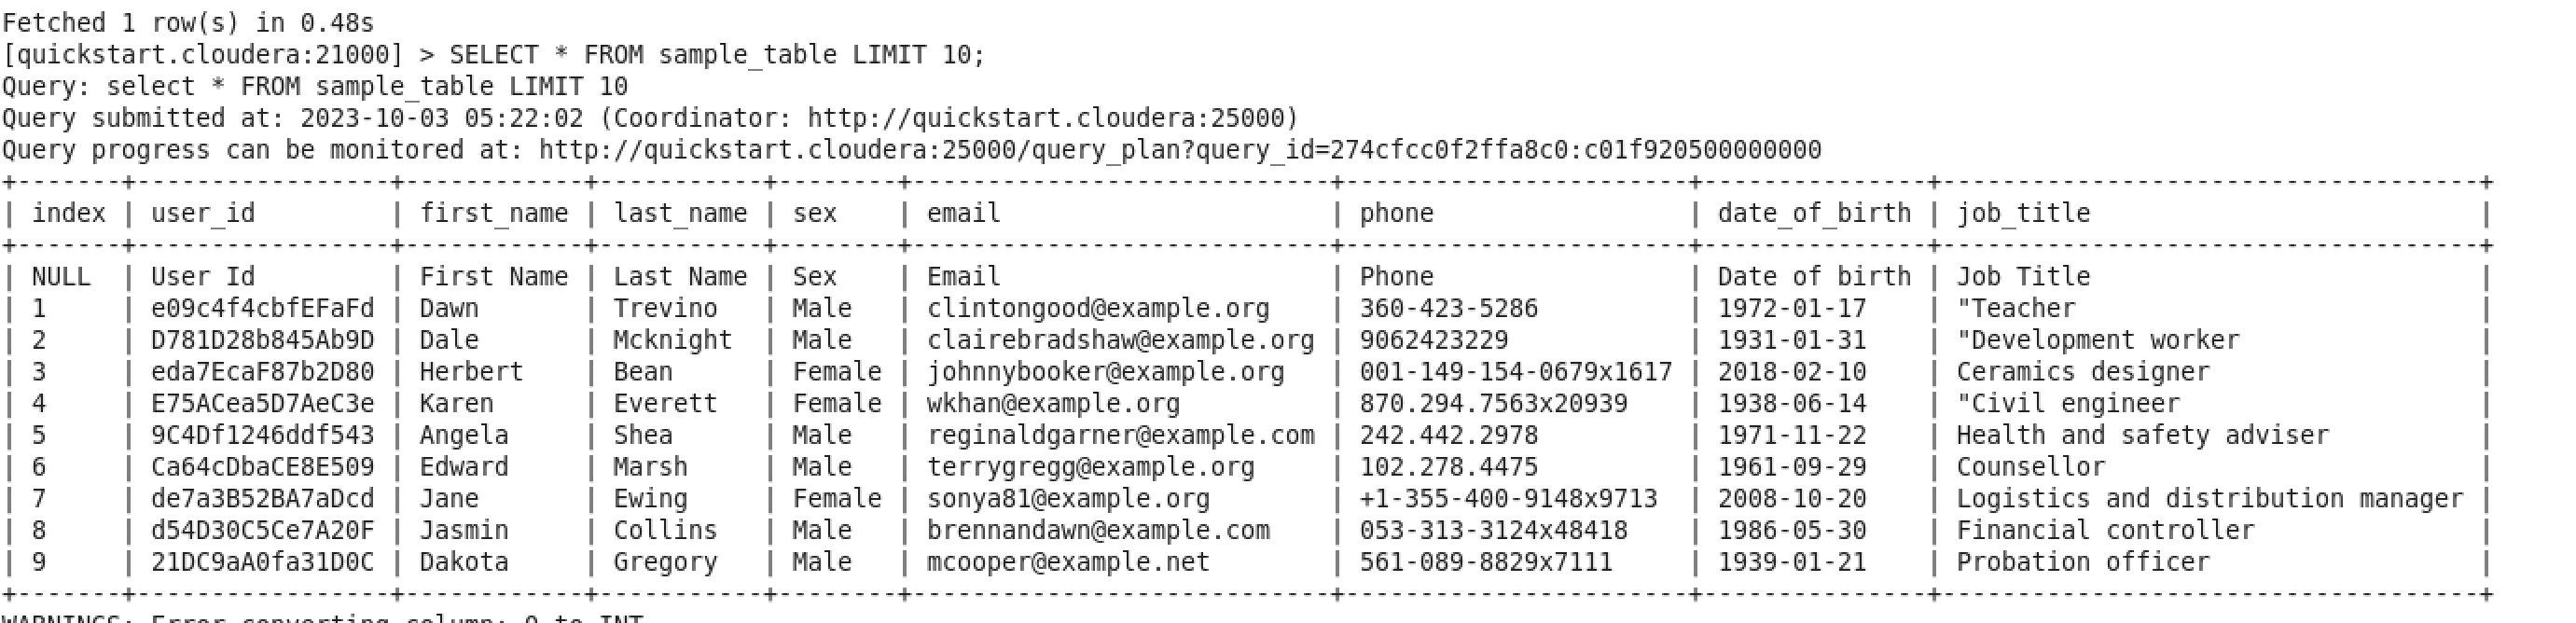 Fetched 1 row(s) in 0.48s
[quickstart.cloudera:21000] > SELECT * FROM sample_table LIMIT 10;
Query: select * FROM sample_table LIMIT 10
Query submitted at: 2023-10-03 05:22:02 (Coordinator: http://quickstart.cloudera:25000)
Query progress can be monitored at: http://quickstart.cloudera:25000/query_plan?query_id=274cfcc0f2ffa8c0:c01f920500000000
+-------+-----------------+------------+-----------+--------+----------------------------+-----------------------+---------------+------------------------------------+
| index | user_id | first_name | last_name | sex | email | phone | date_of_birth | job_title |
+-------+-----------------+------------+-----------+--------+----------------------------+-----------------------+---------------+------------------------------------+
| NULL | User Id | First Name | Last Name | Sex | Email | Phone | Date of birth | Job Title |
| 1 | e09c4f4cbfEFaFd | Dawn | Trevino | Male | clintongood@example.org | 360-423-5286 | 1972-01-17 | "Teacher |
| 2 | D781D28b845Ab9D | Dale | Mcknight | Male | clairebradshaw@example.org | 9062423229 | 1931-01-31 | "Development worker |
| 3 | eda7EcaF87b2D80 | Herbert | Bean | Female | johnnybooker@example.org | 001-149-154-0679x1617 | 2018-02-10 | Ceramics designer |
| 4 | E75ACea5D7AeC3e | Karen | Everett | Female | wkhan@example.org | 870.294.7563x20939 | 1938-06-14 | "Civil engineer |
| 5 | 9C4Df1246ddf543 | Angela | Shea | Male | reginaldgarner@example.com | 242.442.2978 | 1971-11-22 | Health and safety adviser |
| 6 | Ca64cDbaCE8E509 | Edward | Marsh | Male | terrygregg@example.org | 102.278.4475 | 1961-09-29 | Counsellor |
| 7 | de7a3B52BA7aDcd | Jane | Ewing | Female | sonya81@example.org | +1-355-400-9148x9713 | 2008-10-20 | Logistics and distribution manager |
| 8 | d54D30C5Ce7A20F | Jasmin | Collins | Male | brennandawn@example.com | 053-313-3124x48418 | 1986-05-30 | Financial controller |
| 9 | 21DC9aA0fa31D0C | Dakota | Gregory | Male | mcooper@example.net | 561-089-8829x7111 | 1939-01-21 | Probation officer |
+-------+-----------------+------------+-----------+--------+----------------------------+-----------------------+---------------+------------------------------------+
WARNINGS: Error converting column: 0 to INT